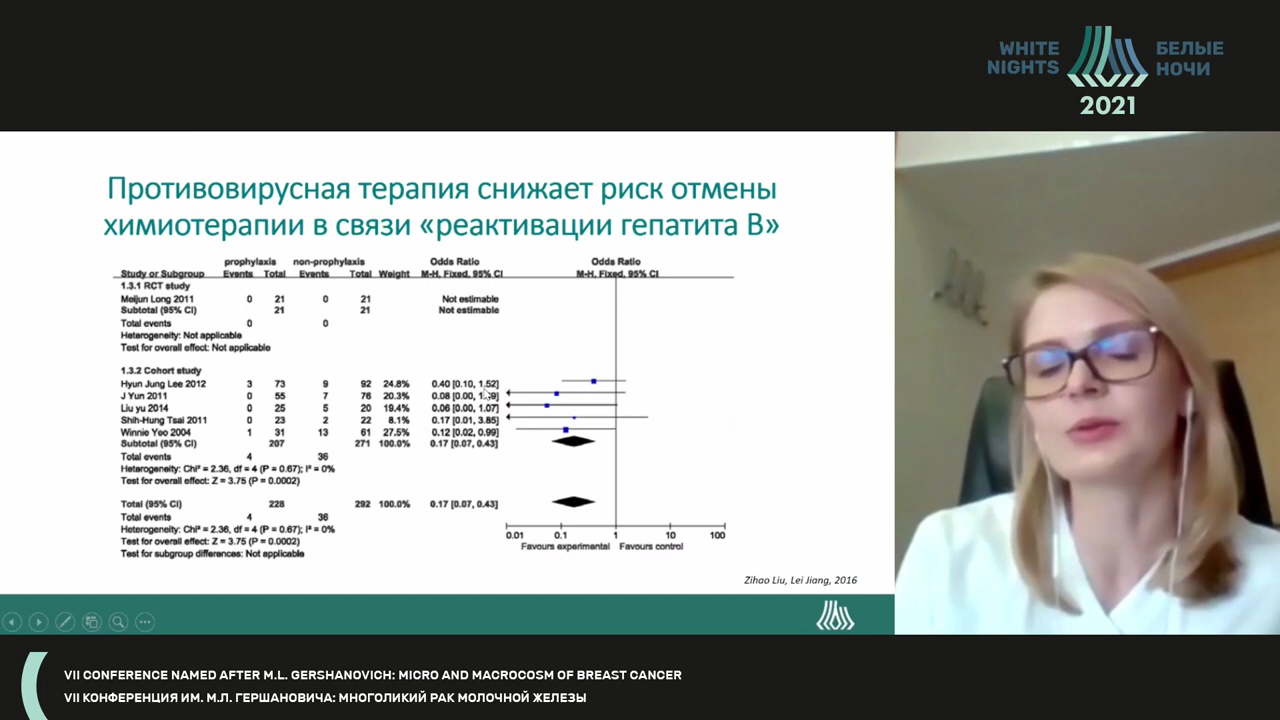 WHITE NIGHTS
БЕЛЫЕ НОЧИ
2021
Противовирусная терапия снижает риск отмены
химиотерапии в связи «реактивации гепатита В»
prophylaxis non-prophylaxis Odds Ratio Odds Ratio
Study or Subgroup Events Total Events Total Weight M-H, Fixed, 95% CI M-H, Fixed, 95% CI
1.3.1 RCT study
Meijun Long 2011 0 21 0 21 Not estimable
Subtotal (95% CI) 21 21 Not estimable
Total events 0 0
Heterogeneity: Not applicable
Test for overall effect: Not applicable
1.3.2 Cohort study
Hyun Jung Lee 2012 3 73 9 92 24.8% 0.40 [0.10, 1.52]
J Yun 2011 0 55 7 76 20.3% 0.08 [0.00,
Liu yu 2014 0 25 5 20 19.4% 0.06 [0.00, 1.07]
Shih-Hung Tsai 2011 0 23 2 22 8.1% 0.17 [0.01, 3.85]
Winnie Yeo 2004 1 31 13 61 27.5% 0.12 [0.02, 0.99]
Subtotal (95% CI) 207 271 100.0% 0.17 [0.07, 0.43]
Total events 4 36
Heterogeneity: Chi² = 2.36, df = 4 (P = 0.67); I² = 0%
Test for overall effect: Z = 3.75 (P = 0.0002)
Total (95% CI) 228 292 100.0% 0.17 [0.07, 0.43]
Total events 4 36
Heterogeneity: Chi² = 2.36, df = 4 (P = 0.67); I² = 0%
Test for overall effect: Z = 3.75 (P = 0.0002)
Test for subgroup differences: Not applicable
0.01 0.1 1 10 100
Favours experimental Favours control
Zihao Liu, Lei Jiang, 2016
VII CONFERENCE NAMED AFTER M.L. GERSHANOVICH: MICRO AND MACROCOSM OF BREAST CANCER
VII КОНФЕРЕНЦИЯ ИМ. М.Л. ГЕРШАНОВИЧА: МНОГОЛИКИЙ РАК МОЛОЧНОЙ ЖЕЛЕЗЫ